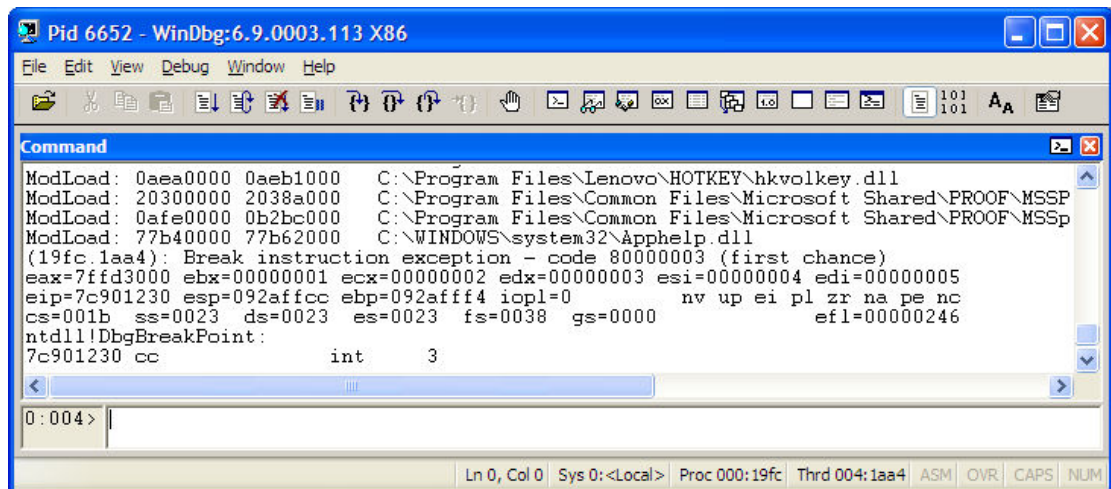 Pid 6652 - WinDbg:6.9.0003.113 X86
File Edit View Debug Window Help
101
101
AA
Command
ModLoad: 0aea0000 0aeb1000 C:\Program Files\Lenovo\HOTKEY\hkvolkey.dll
ModLoad: 20300000 2038a000 C:\Program Files\Common Files\Microsoft Shared\PROOF\MSSP
ModLoad: 0afe0000 0b2bc000 C:\Program Files\Common Files\Microsoft Shared\PROOF\MSSp
ModLoad: 77b40000 77b62000 C:\WINDOWS\system32\Apphelp.dll
(19fc.1aa4): Break instruction exception - code 80000003 (first chance)
eax=7ffd3000 ebx=00000001 ecx=00000002 edx=00000003 esi=00000004 edi=00000005
eip=7c901230 esp=092affcc ebp=092afff4 iopl=0 nv up ei pl zr na pe nc
cs=001b ss=0023 ds=0023 es=0023 fs=0038 gs=0000 efl=00000246
ntdll!DbgBreakPoint:
7c901230 cc int 3
0:004>
Ln 0, Col 0 Sys 0:<Local> Proc 000:19fc Thrd 004:1aa4 ASM OVR CAPS NUM